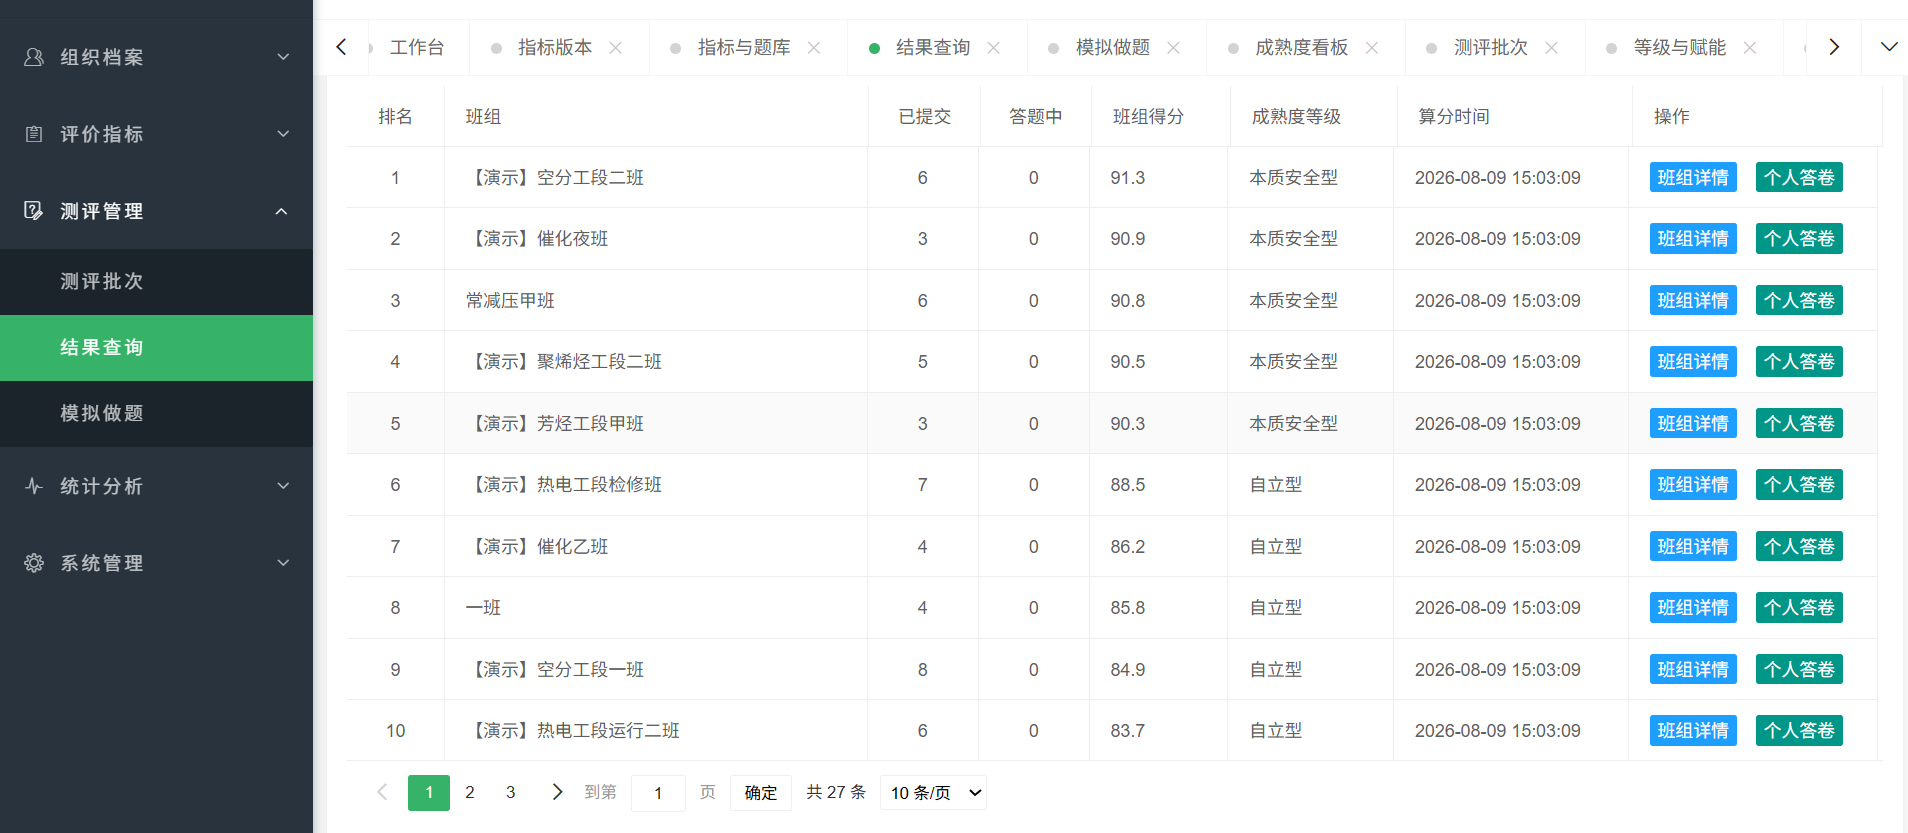 组织档案
评价指标
测评管理
测评批次
结果查询
模拟做题
统计分析
系统管理
工作台 指标版本 指标与题库 结果查询 模拟做题 成熟度看板 测评批次 等级与赋能
排名 班组 已提交 答题中 班组得分 成熟度等级 算分时间 操作
1 【演示】空分工段二班 6 0 91.3 本质安全型 2026-08-09 15:03:09 班组详情 个人答卷
2 【演示】催化夜班 3 0 90.9 本质安全型 2026-08-09 15:03:09 班组详情 个人答卷
3 常减压甲班 6 0 90.8 本质安全型 2026-08-09 15:03:09 班组详情 个人答卷
4 【演示】聚烯烃工段二班 5 0 90.5 本质安全型 2026-08-09 15:03:09 班组详情 个人答卷
5 【演示】芳烃工段甲班 3 0 90.3 本质安全型 2026-08-09 15:03:09 班组详情 个人答卷
6 【演示】热电工段检修班 7 0 88.5 自立型 2026-08-09 15:03:09 班组详情 个人答卷
7 【演示】催化乙班 4 0 86.2 自立型 2026-08-09 15:03:09 班组详情 个人答卷
8 一班 4 0 85.8 自立型 2026-08-09 15:03:09 班组详情 个人答卷
9 【演示】空分工段一班 8 0 84.9 自立型 2026-08-09 15:03:09 班组详情 个人答卷
10 【演示】热电工段运行二班 6 0 83.7 自立型 2026-08-09 15:03:09 班组详情 个人答卷
1 2 3 到第 1 页 确定 共 27 条 10 条/页